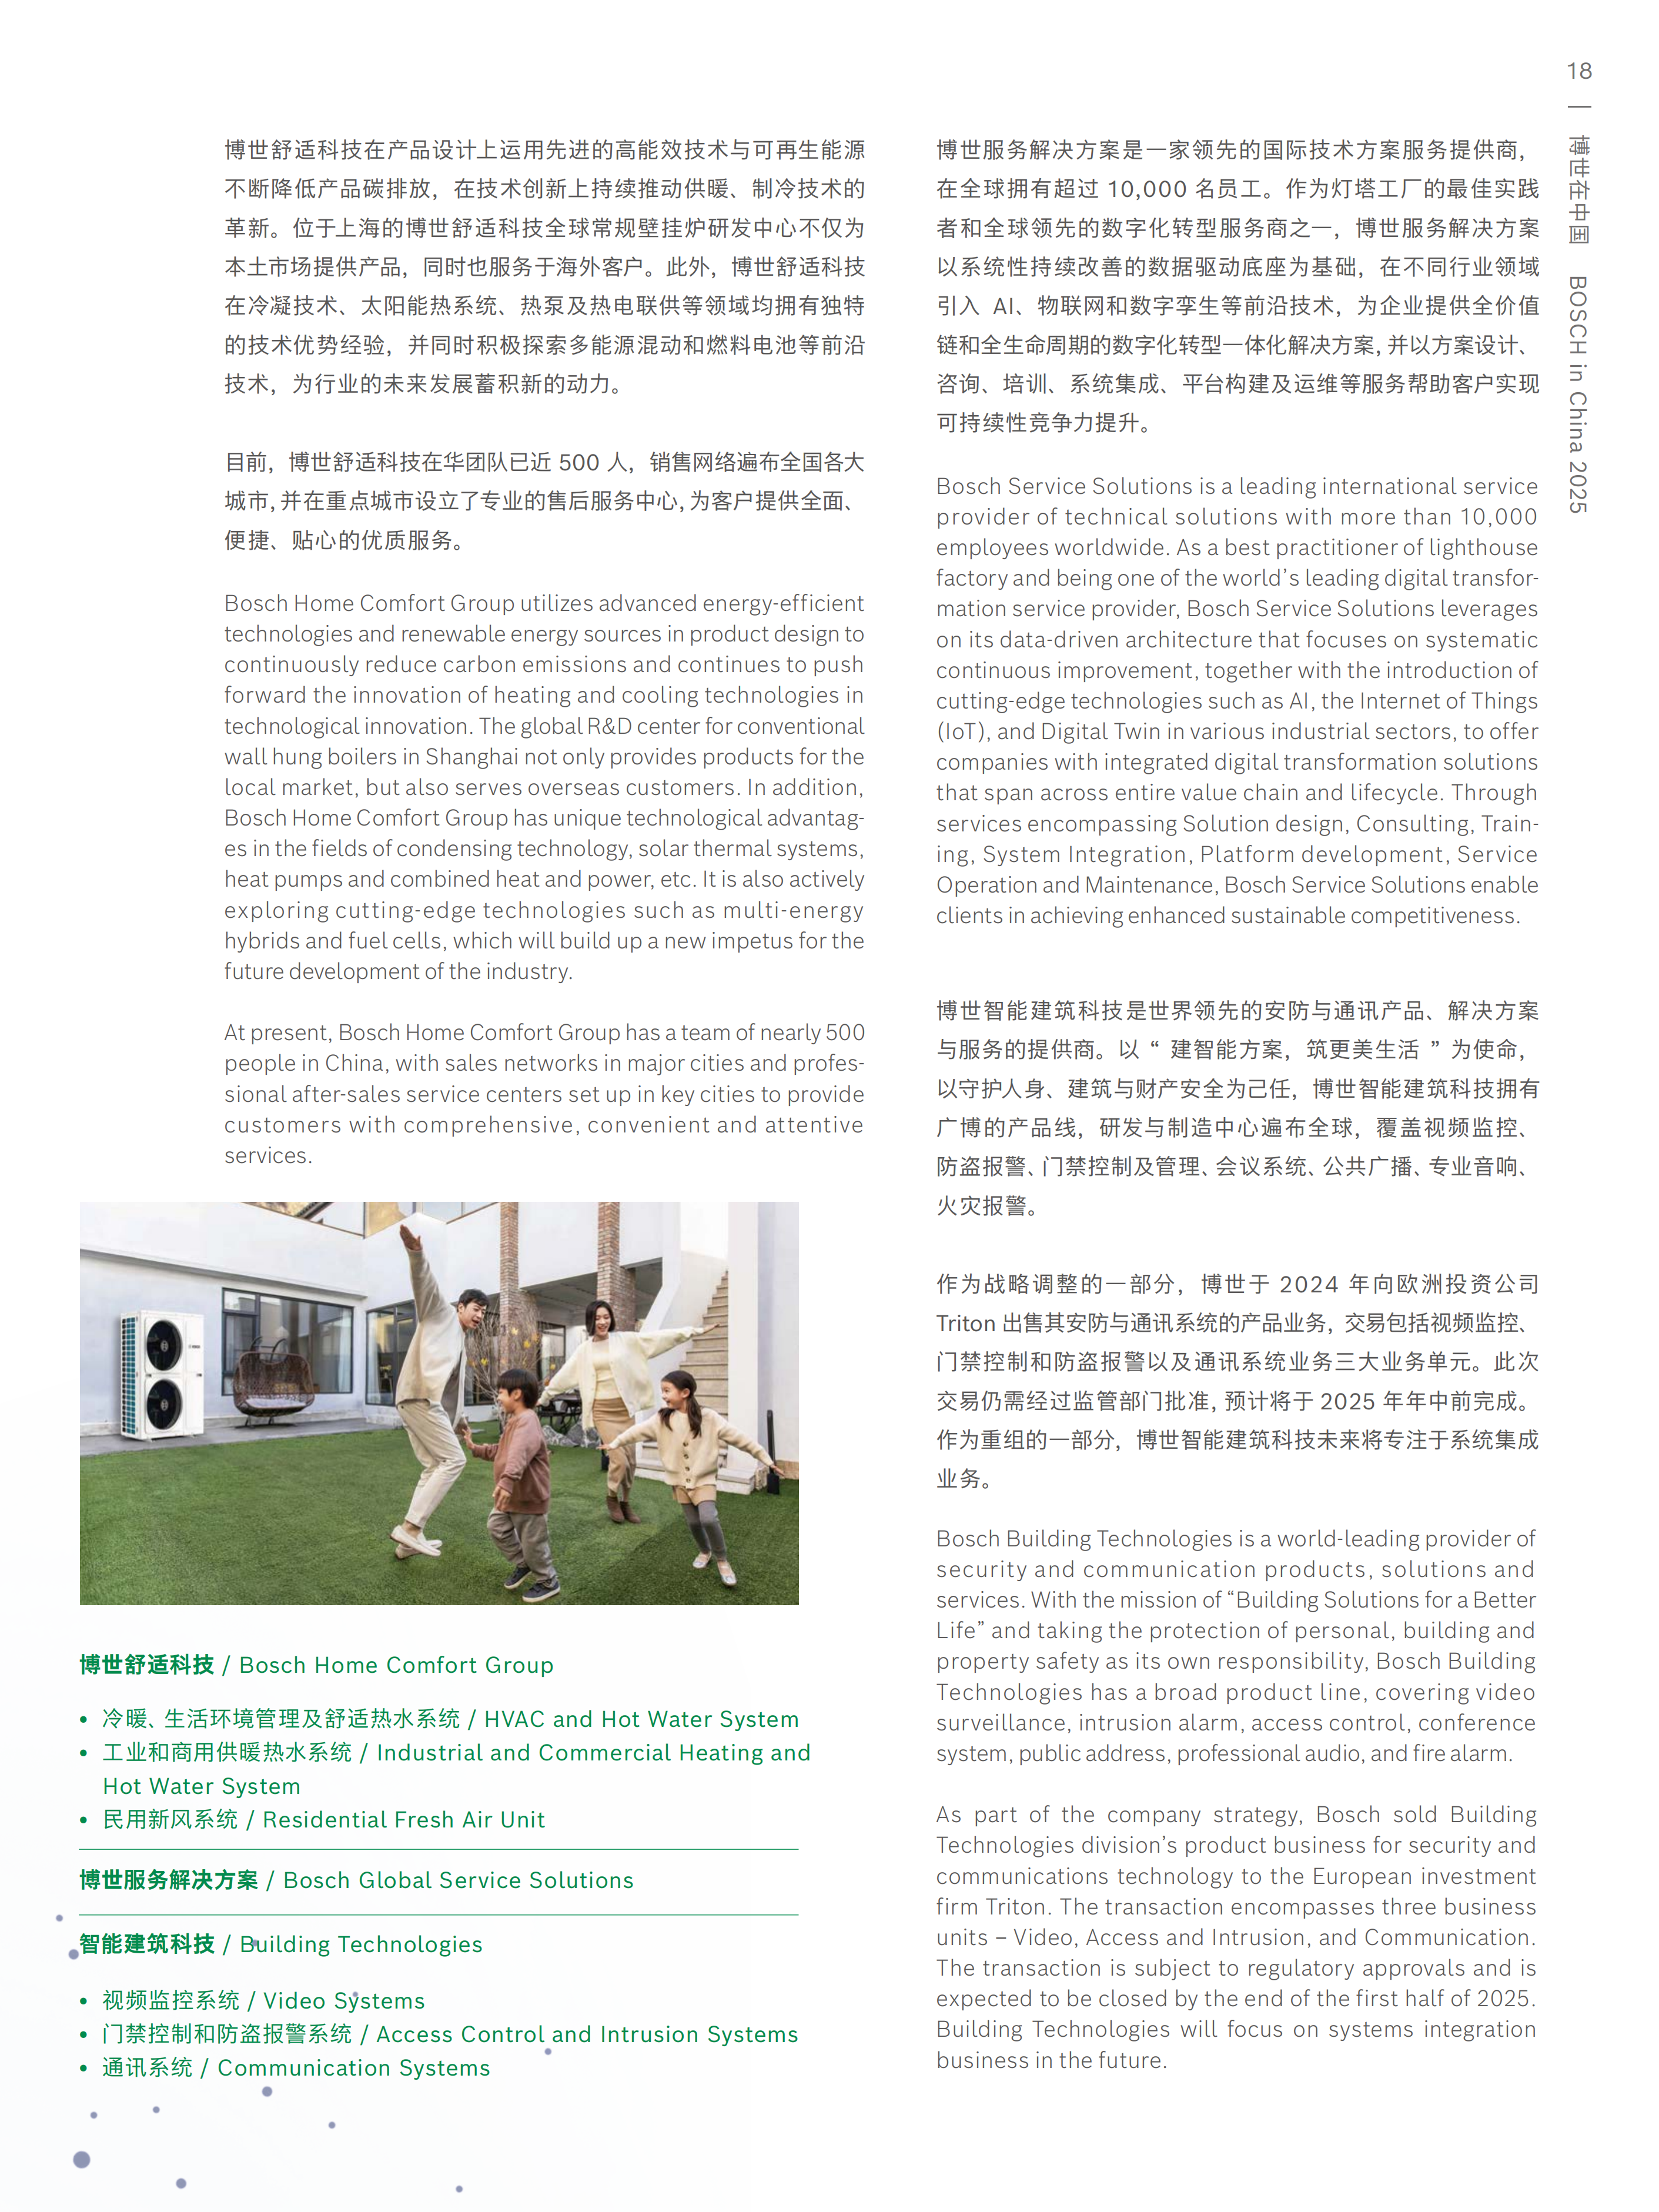 18
博世在中国 BOSCH in China 2025
博世舒适科技在产品设计上运用先进的高能效技术与可再生能源
不断降低产品碳排放，在技术创新上持续推动供暖、制冷技术的
革新。位于上海的博世舒适科技全球常规壁挂炉研发中心不仅为
本土市场提供产品，同时也服务于海外客户。此外，博世舒适科技
在冷凝技术、太阳能热系统、热泵及热电联供等领域均拥有独特
的技术优势经验，并同时积极探索多能源混动和燃料电池等前沿
技术，为行业的未来发展蓄积新的动力。
目前，博世舒适科技在华团队已近 500 人，销售网络遍布全国各大
城市，并在重点城市设立了专业的售后服务中心，为客户提供全面、
便捷、贴心的优质服务。
Bosch Home Comfort Group utilizes advanced energy-efficient
technologies and renewable energy sources in product design to
continuously reduce carbon emissions and continues to push
forward the innovation of heating and cooling technologies in
technological innovation. The global R&D center for conventional
wall hung boilers in Shanghai not only provides products for the
local market, but also serves overseas customers. In addition,
Bosch Home Comfort Group has unique technological advantag-
es in the fields of condensing technology, solar thermal systems,
heat pumps and combined heat and power, etc. It is also actively
exploring cutting-edge technologies such as multi-energy
hybrids and fuel cells, which will build up a new impetus for the
future development of the industry.
At present, Bosch Home Comfort Group has a team of nearly 500
people in China, with sales networks in major cities and profes-
sional after-sales service centers set up in key cities to provide
customers with comprehensive, convenient and attentive
services.
博世舒适科技 / Bosch Home Comfort Group
• 冷暖、生活环境管理及舒适热水系统 / HVAC and Hot Water System
• 工业和商用供暖热水系统 / Industrial and Commercial Heating and
Hot Water System
• 民用新风系统 / Residential Fresh Air Unit
博世服务解决方案 / Bosch Global Service Solutions
智能建筑科技 / Building Technologies
• 视频监控系统 / Video Systems
• 门禁控制和防盗报警系统 / Access Control and Intrusion Systems
• 通讯系统 / Communication Systems
博世服务解决方案是一家领先的国际技术方案服务提供商，
在全球拥有超过 10,000 名员工。作为灯塔工厂的最佳实践
者和全球领先的数字化转型服务商之一，博世服务解决方案
以系统性持续改善的数据驱动底座为基础，在不同行业领域
引入 AI、物联网和数字孪生等前沿技术，为企业提供全价值
链和全生命周期的数字化转型一体化解决方案，并以方案设计、
咨询、培训、系统集成、平台构建及运维等服务帮助客户实现
可持续性竞争力提升。
Bosch Service Solutions is a leading international service
provider of technical solutions with more than 10,000
employees worldwide. As a best practitioner of lighthouse
factory and being one of the world’s leading digital transfor-
mation service provider, Bosch Service Solutions leverages
on its data-driven architecture that focuses on systematic
continuous improvement, together with the introduction of
cutting-edge technologies such as AI, the Internet of Things
(IoT), and Digital Twin in various industrial sectors, to offer
companies with integrated digital transformation solutions
that span across entire value chain and lifecycle. Through
services encompassing Solution design, Consulting, Train-
ing, System Integration, Platform development, Service
Operation and Maintenance, Bosch Service Solutions enable
clients in achieving enhanced sustainable competitiveness.
博世智能建筑科技是世界领先的安防与通讯产品、解决方案
与服务的提供商。以 “ 建智能方案，筑更美生活 ” 为使命，
以守护人身、建筑与财产安全为己任，博世智能建筑科技拥有
广博的产品线，研发与制造中心遍布全球，覆盖视频监控、
防盗报警、门禁控制及管理、会议系统、公共广播、专业音响、
火灾报警。
作为战略调整的一部分，博世于 2024 年向欧洲投资公司
Triton 出售其安防与通讯系统的产品业务，交易包括视频监控、
门禁控制和防盗报警以及通讯系统业务三大业务单元。此次
交易仍需经过监管部门批准，预计将于 2025 年年中前完成。
作为重组的一部分，博世智能建筑科技未来将专注于系统集成
业务。
Bosch Building Technologies is a world-leading provider of
security and communication products, solutions and
services. With the mission of “Building Solutions for a Better
Life” and taking the protection of personal, building and
property safety as its own responsibility, Bosch Building
Technologies has a broad product line, covering video
surveillance, intrusion alarm, access control, conference
system, public address, professional audio, and fire alarm.
As part of the company strategy, Bosch sold Building
Technologies division’s product business for security and
communications technology to the European investment
firm Triton. The transaction encompasses three business
units – Video, Access and Intrusion, and Communication.
The transaction is subject to regulatory approvals and is
expected to be closed by the end of the first half of 2025.
Building Technologies will focus on systems integration
business in the future.